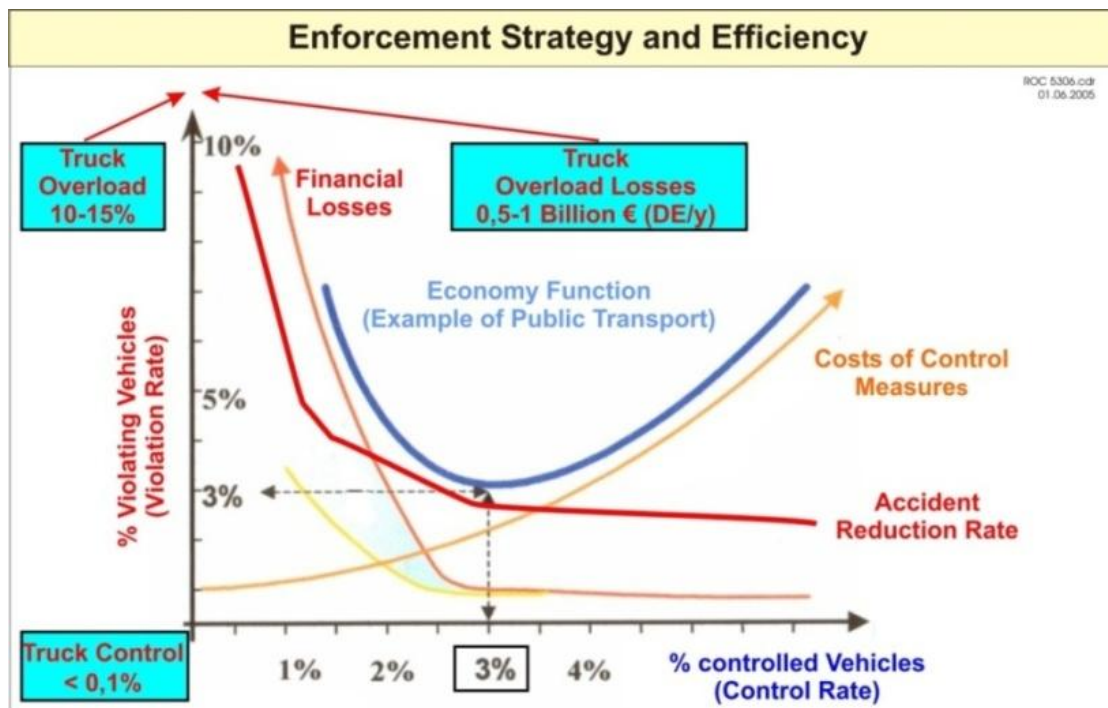 Enforcement Strategy and Efficiency
ROC 5306.cdr
01.06.2005
Truck
Overload
10-15%
10%
Financial
Losses
Truck
Overload Losses
0,5-1 Billion € (DE/y)
Economy Function
(Example of Public Transport)
Costs of Control
Measures
% Violating Vehicles
(Violation Rate)
5%
3%
Accident
Reduction Rate
Truck Control
< 0,1%
1%
2%
3%
4%
% controlled Vehicles
(Control Rate)